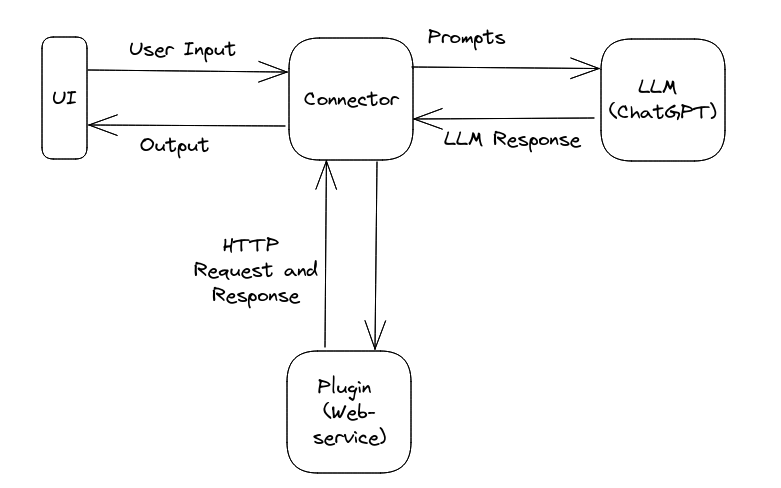 User Input
Prompts
UI
Connector
LLM
(ChatGPT)
Output
LLM Response
HTTP
Request and
Response
Plugin
(Web-
service)